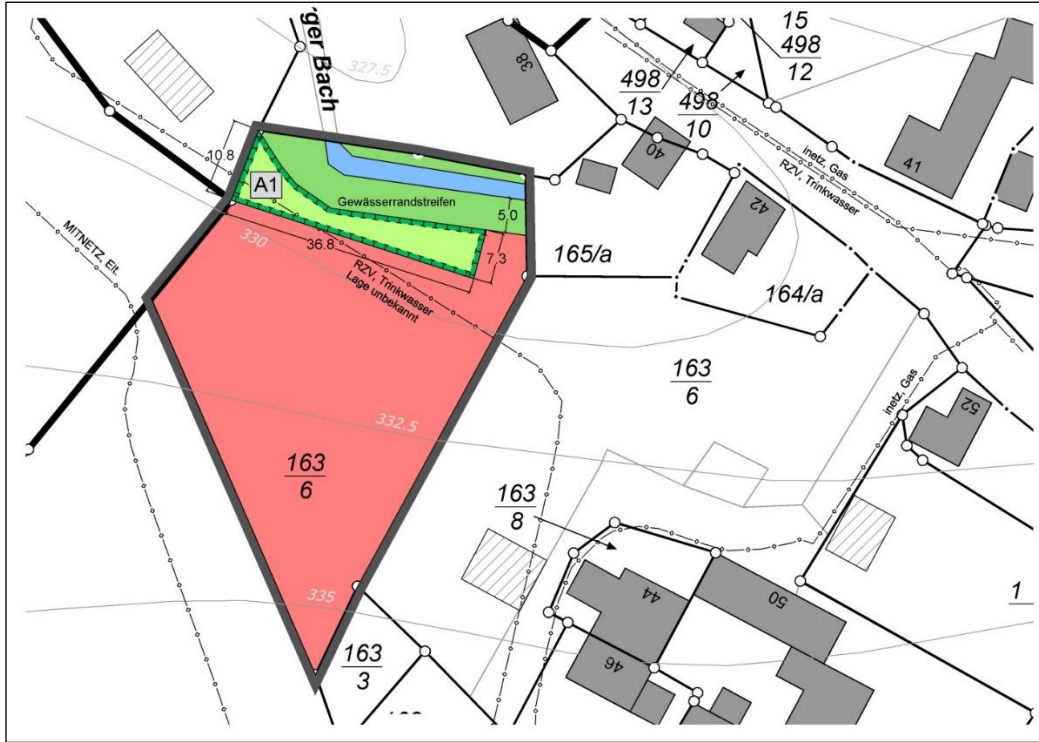 ger Bach
327.5
38
498
13
498
10
15
498
12
40
41
inetz, Gas
RZV, Trinkwasser
10.8
A1
Gewässerrandstreifen
5,0
7,3
36.8
330
RZV, Trinkwasser
Lage unbekannt
MITNETZ, Elt.
42
165/a
164/a
163
6
332.5
163
6
inetz, Gas
52
163
8
44
50
46
335
163
3
1